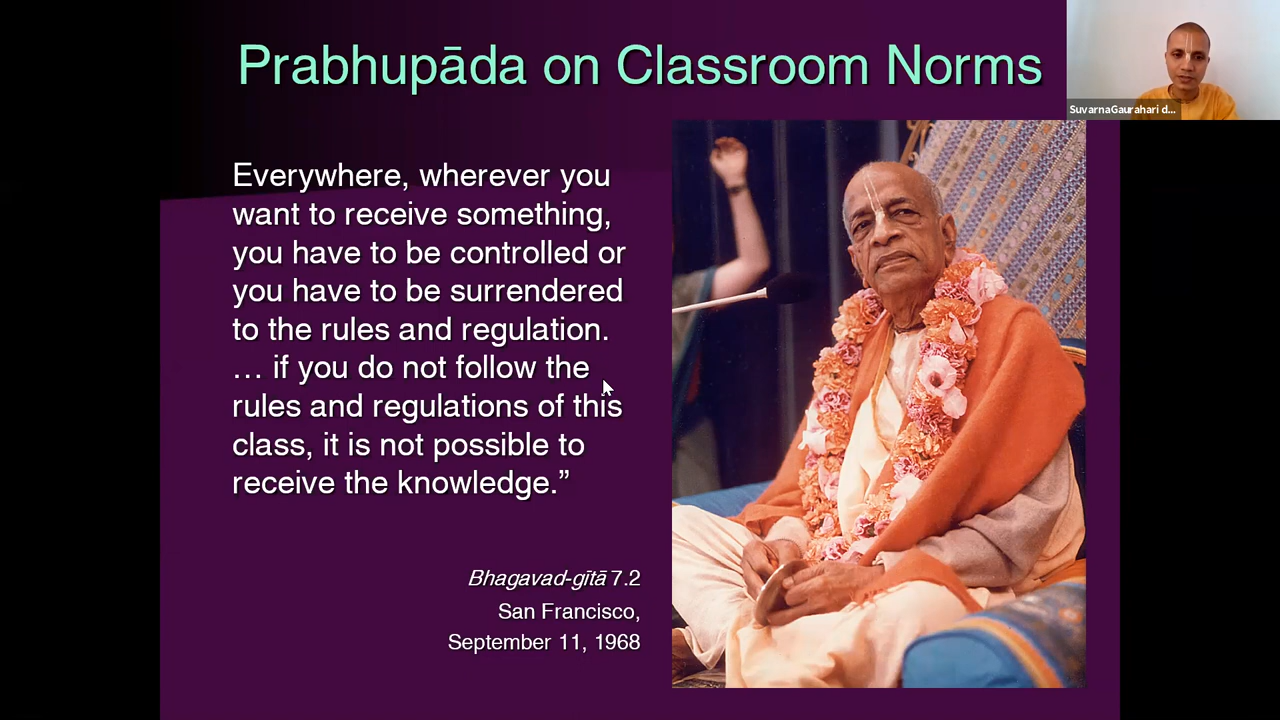 Prabhupāda on Classroom Norms
SuvarnaGaurahari d...
Everywhere, wherever you
want to receive something,
you have to be controlled or
you have to be surrendered
to the rules and regulation.
… if you do not follow the
rules and regulations of this
class, it is not possible to
receive the knowledge.”
Bhagavad-gītā 7.2
San Francisco,
September 11, 1968